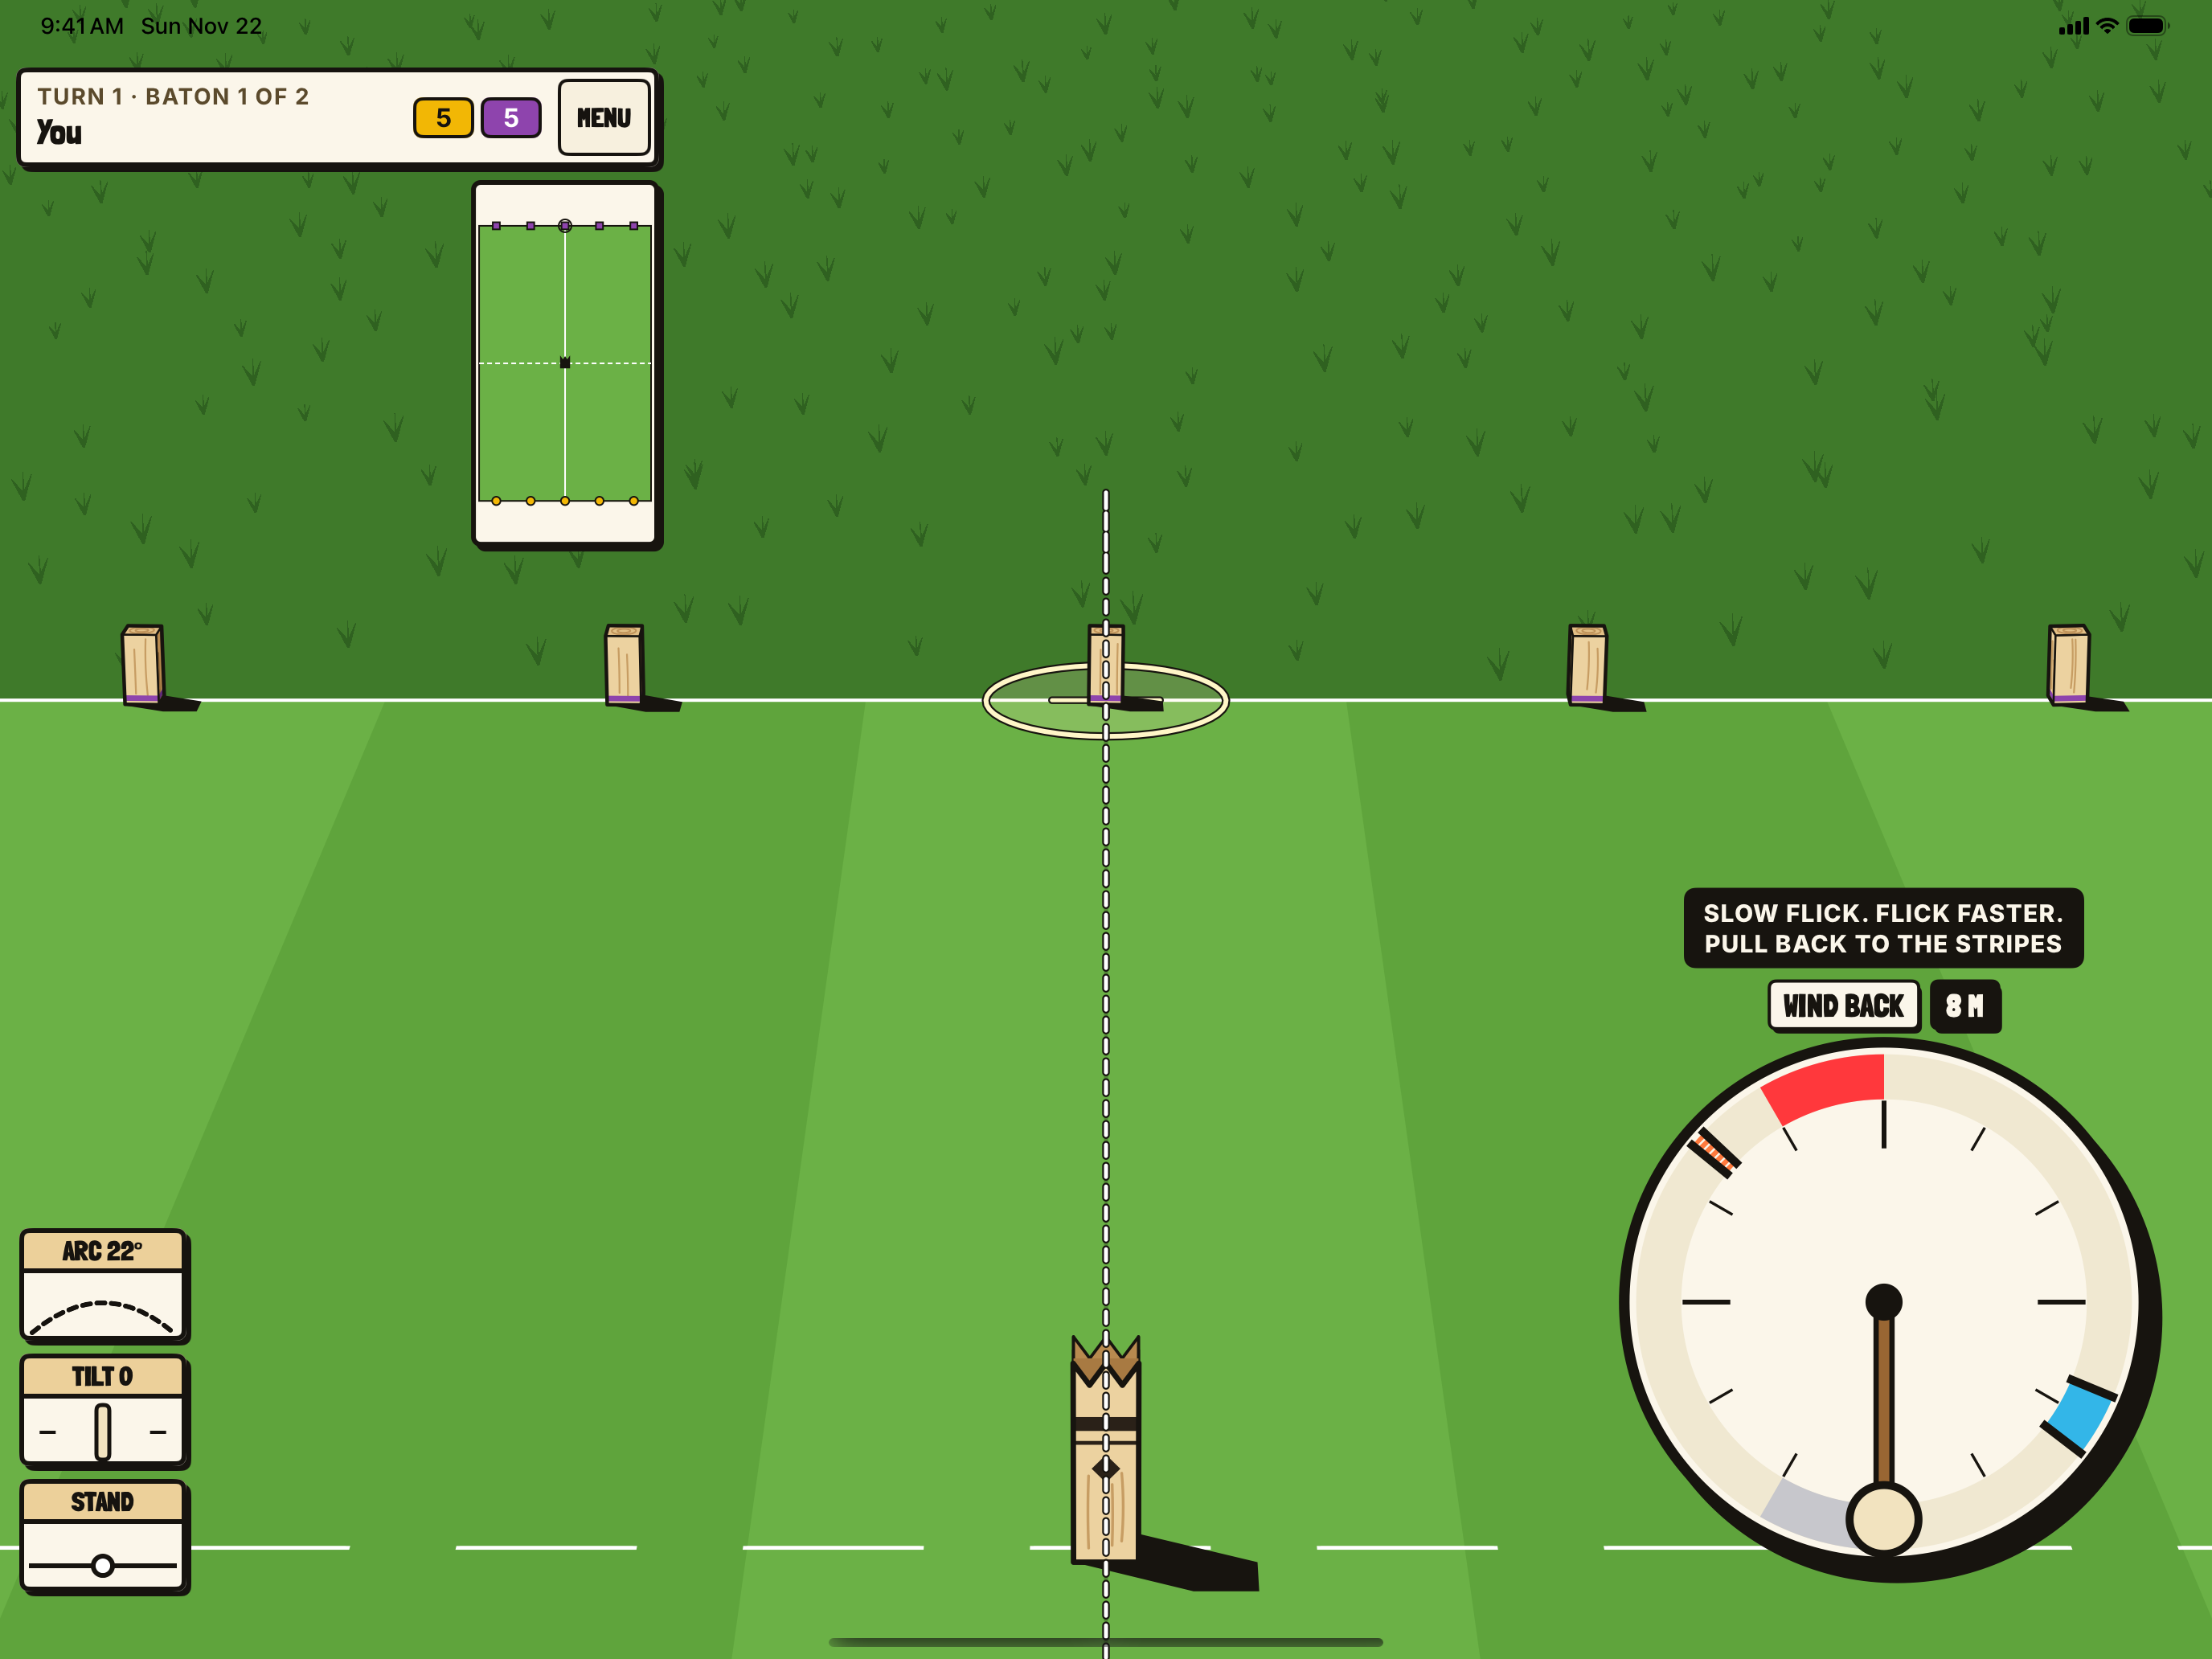 9:41 AM Sun Nov 22
TURN 1 · BATON 1 OF 2
You
5 5
MENU
SLOW FLICK. FLICK FASTER.
PULL BACK TO THE STRIPES
WIND BACK 8 M
ARC 22°
TILT 0
STAND